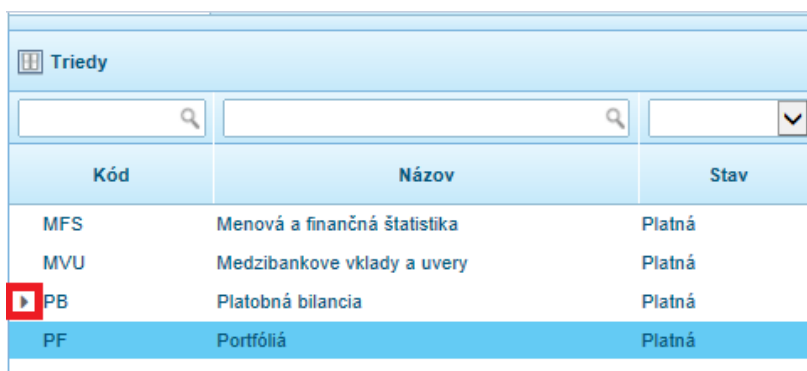 Triedy
Kód Názov Stav
MFS Menová a finančná štatistika Platná
MVU Medzibankove vklady a uvery Platná
PB Platobná bilancia Platná
PF Portfóliá Platná